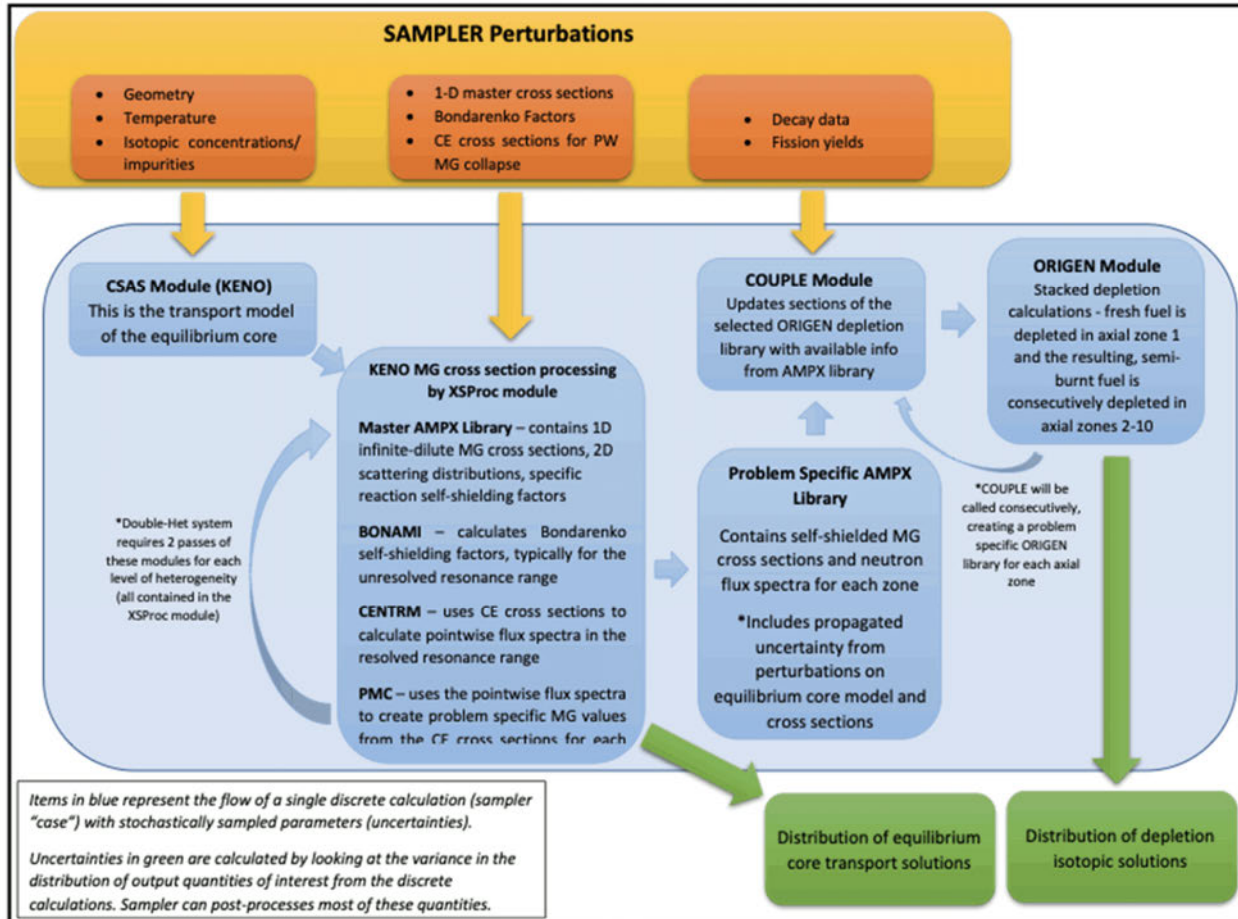 SAMPLER Perturbations
• Geometry
• Temperature
• Isotopic concentrations/
impurities
• 1-D master cross sections
• Bondarenko Factors
• CE cross sections for PW
MG collapse
• Decay data
• Fission yields
CSAS Module (KENO)
This is the transport model
of the equilibrium core
KENO MG cross section processing
by XSProc module
Master AMPX Library – contains 1D
infinite-dilute MG cross sections, 2D
scattering distributions, specific
reaction self-shielding factors
BONAMI – calculates Bondarenko
self-shielding factors, typically for the
unresolved resonance range
CENTRM – uses CE cross sections to
calculate pointwise flux spectra in the
resolved resonance range
PMC – uses the pointwise flux spectra
to create problem specific MG values
from the CE cross sections for each
*Double-Het system
requires 2 passes of
these modules for each
level of heterogeneity
(all contained in the
XSProc module)
COUPLE Module
Updates sections of the
selected ORIGEN depletion
library with available info
from AMPX library
Problem Specific AMPX
Library
Contains self-shielded MG
cross sections and neutron
flux spectra for each zone
*Includes propagated
uncertainty from
perturbations on
equilibrium core model and
cross sections
ORIGEN Module
Stacked depletion
calculations - fresh fuel is
depleted in axial zone 1
and the resulting, semi-
burnt fuel is
consecutively depleted in
axial zones 2-10
*COUPLE will be
called consecutively,
creating a problem
specific ORIGEN
library for each axial
zone
Items in blue represent the flow of a single discrete calculation (sampler
"case") with stochastically sampled parameters (uncertainties).
Uncertainties in green are calculated by looking at the variance in the
distribution of output quantities of interest from the discrete
calculations. Sampler can post-processes most of these quantities.
Distribution of equilibrium
core transport solutions
Distribution of depletion
isotopic solutions